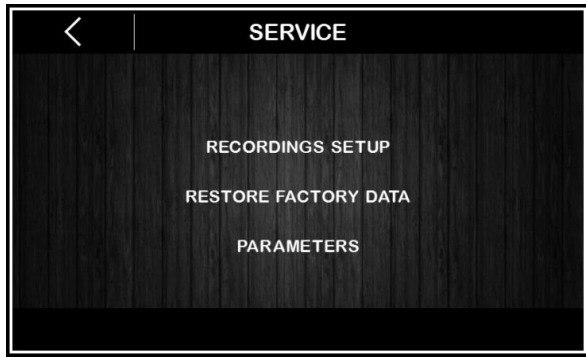 SERVICE
RECORDINGS SETUP
RESTORE FACTORY DATA
PARAMETERS